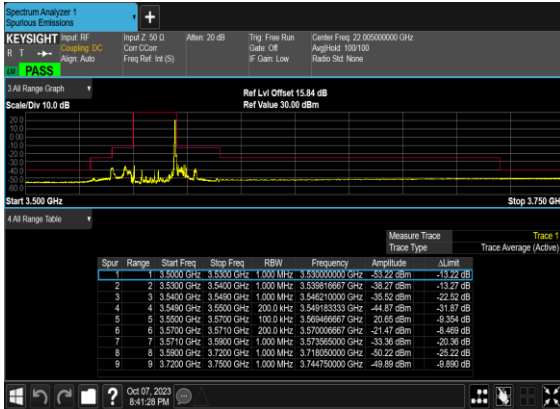 Spectrum Analyzer 1
Spurious Emissions
+
KEYSIGHT Input: RF Input Z: 50 Ω Atten: 20 dB Trig: Free Run Center Freq: 22.005000000 GHz
R T Coupling: DC Corr CCorr Gate: Off Avg|Hold: 100/100
Align: Auto Freq Ref: Int (S) IF Gain: Low Radio Std: None
PASS
3 All Range Graph
Ref Lvl Offset 15.84 dB
Scale/Div 10.0 dB Ref Value 30.00 dBm
20.0
10.0
0.00
-10.0
-20.0
-30.0
-40.0
-50.0
-60.0
Start 3.500 GHz Stop 3.750 GH
4 All Range Table
Measure Trace Trace 1
Trace Type Trace Average (Active)
Spur Range Start Freq Stop Freq RBW Frequency Amplitude ΔLimit
1 1 3.5000 GHz 3.5300 GHz 1.000 MHz 3.530000000 GHz -53.22 dBm -13.22 dB
2 2 3.5300 GHz 3.5400 GHz 1.000 MHz 3.539816667 GHz -38.27 dBm -13.27 dB
3 3 3.5400 GHz 3.5490 GHz 1.000 MHz 3.546210000 GHz -35.52 dBm -22.52 dB
4 4 3.5490 GHz 3.5500 GHz 200.0 kHz 3.549183333 GHz -44.87 dBm -31.87 dB
5 5 3.5500 GHz 3.5700 GHz 100.0 kHz 3.569466667 GHz 20.65 dBm -9.354 dB
6 6 3.5700 GHz 3.5710 GHz 200.0 kHz 3.570006667 GHz -21.47 dBm -8.469 dB
7 7 3.5710 GHz 3.5900 GHz 1.000 MHz 3.573565000 GHz -33.36 dBm -20.36 dB
8 8 3.5900 GHz 3.7200 GHz 1.000 MHz 3.718050000 GHz -50.22 dBm -25.22 dB
9 9 3.7200 GHz 3.7500 GHz 1.000 MHz 3.744750000 GHz -49.89 dBm -9.890 dB
? Oct 07, 2023
8:41:28 PM